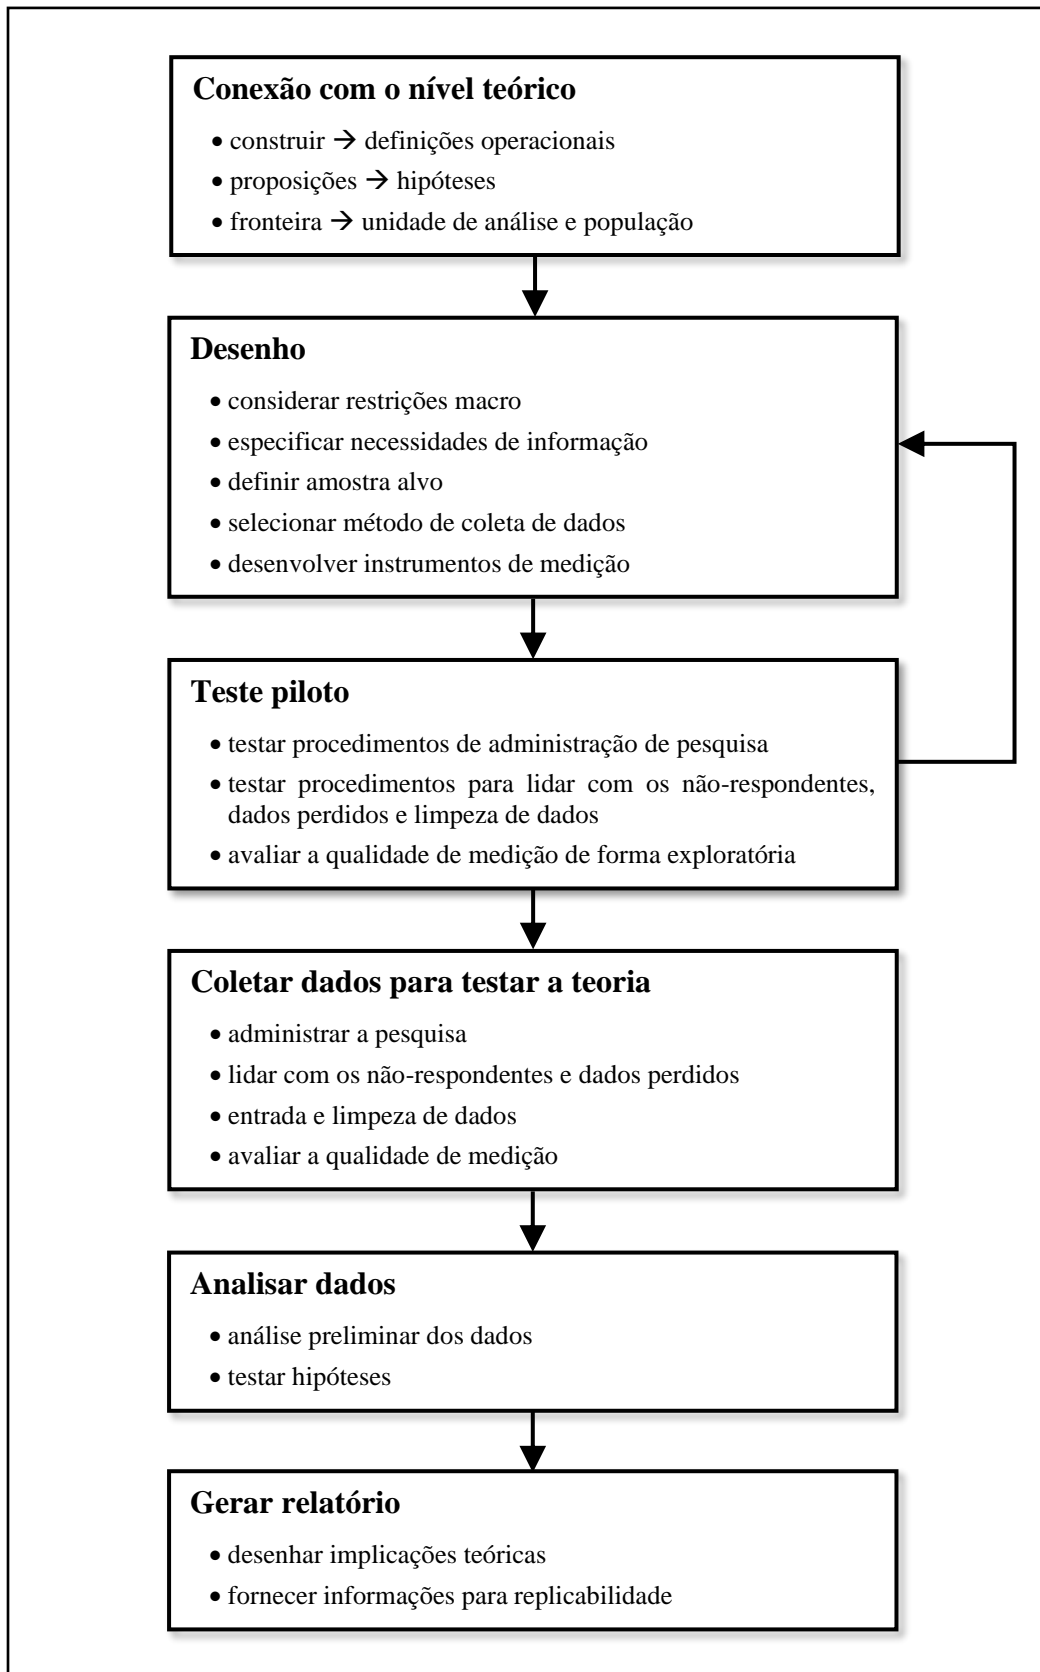 Conexão com o nível teórico
• construir → definições operacionais
• proposições → hipóteses
• fronteira → unidade de análise e população
Desenho
• considerar restrições macro
• especificar necessidades de informação
• definir amostra alvo
• selecionar método de coleta de dados
• desenvolver instrumentos de medição
Teste piloto
• testar procedimentos de administração de pesquisa
• testar procedimentos para lidar com os não-respondentes,
dados perdidos e limpeza de dados
• avaliar a qualidade de medição de forma exploratória
Coletar dados para testar a teoria
• administrar a pesquisa
• lidar com os não-respondentes e dados perdidos
• entrada e limpeza de dados
• avaliar a qualidade de medição
Analisar dados
• análise preliminar dos dados
• testar hipóteses
Gerar relatório
• desenhar implicações teóricas
• fornecer informações para replicabilidade